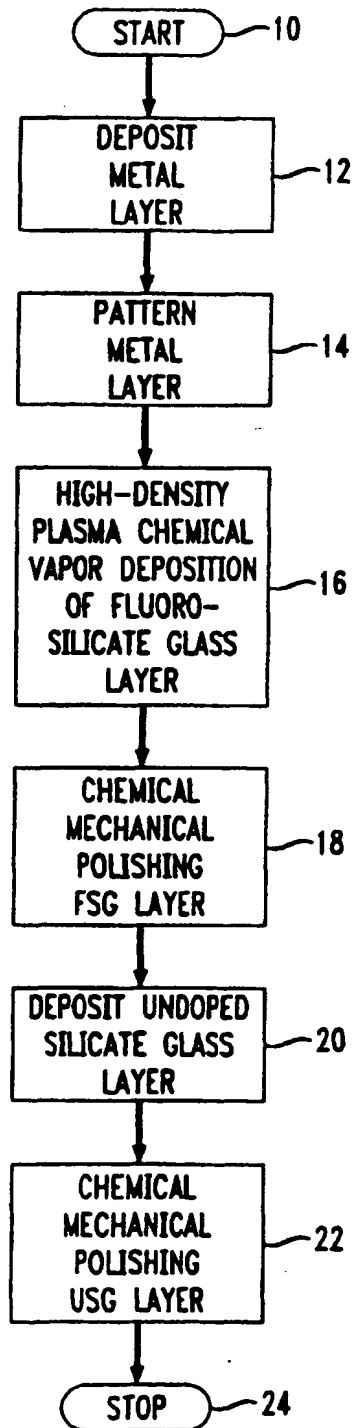 START
10
DEPOSIT
METAL
LAYER
12
PATTERN
METAL
LAYER
14
HIGH-DENSITY
PLASMA CHEMICAL
VAPOR DEPOSITION
OF FLUORO-
SILICATE GLASS
LAYER
16
CHEMICAL
MECHANICAL
POLISHING
FSG LAYER
18
DEPOSIT UNDOPED
SILICATE GLASS
LAYER
20
CHEMICAL
MECHANICAL
POLISHING
USG LAYER
22
STOP
24